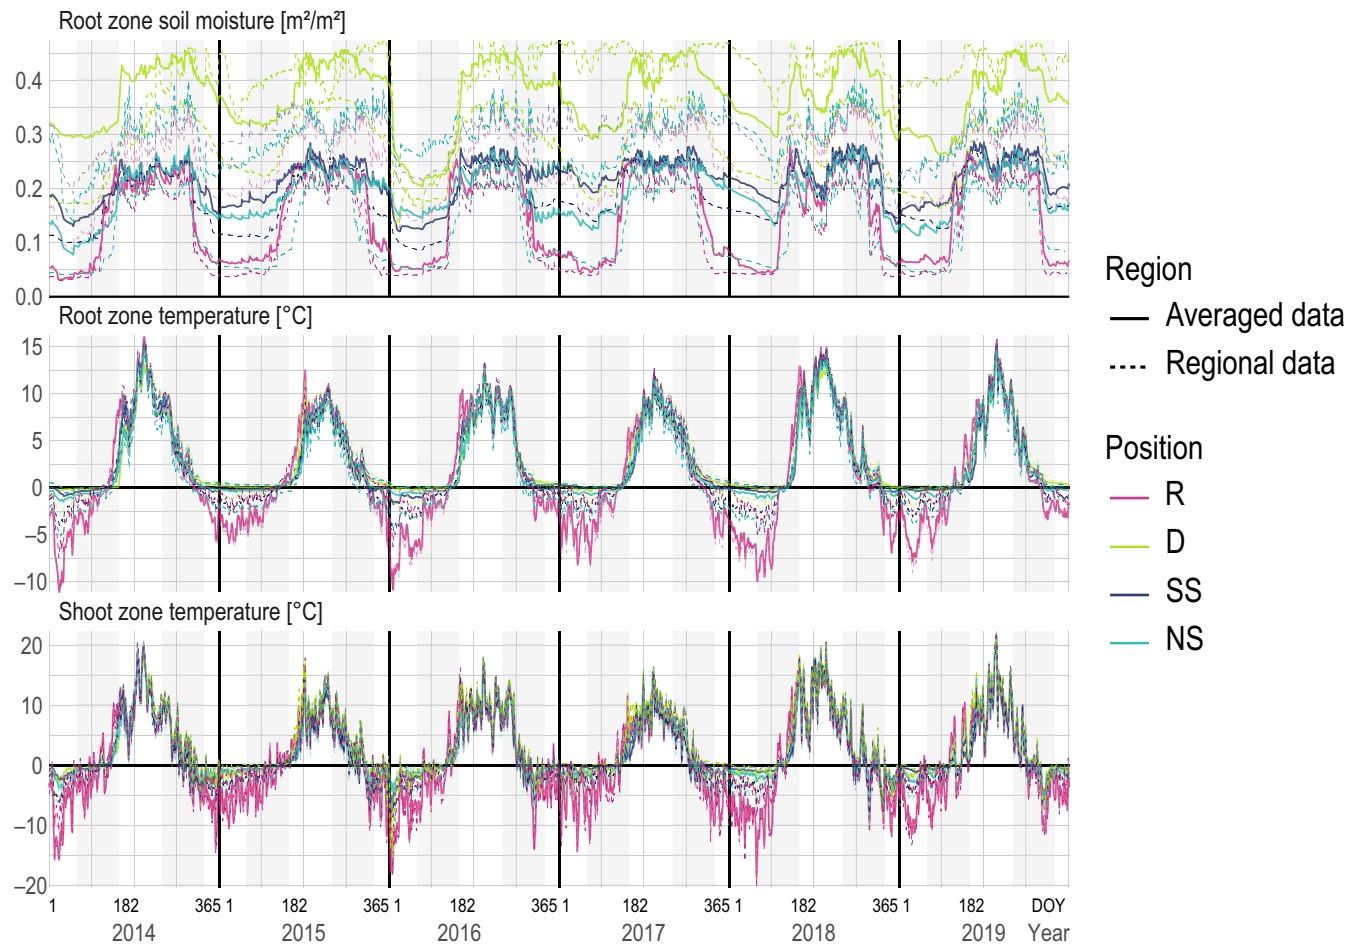 Root zone soil moisture [m²/m²]
0.4
0.3
0.2
0.1
0.0
Root zone temperature [°C]
15
10
5
0
–5
–10
Shoot zone temperature [°C]
20
10
0
–10
–20
1 182 365 1 182 365 1 182 365 1 182 365 1 182 365 1 182 DOY
2014 2015 2016 2017 2018 2019 Year
Region
Averaged data
Regional data
Position
R
D
SS
NS